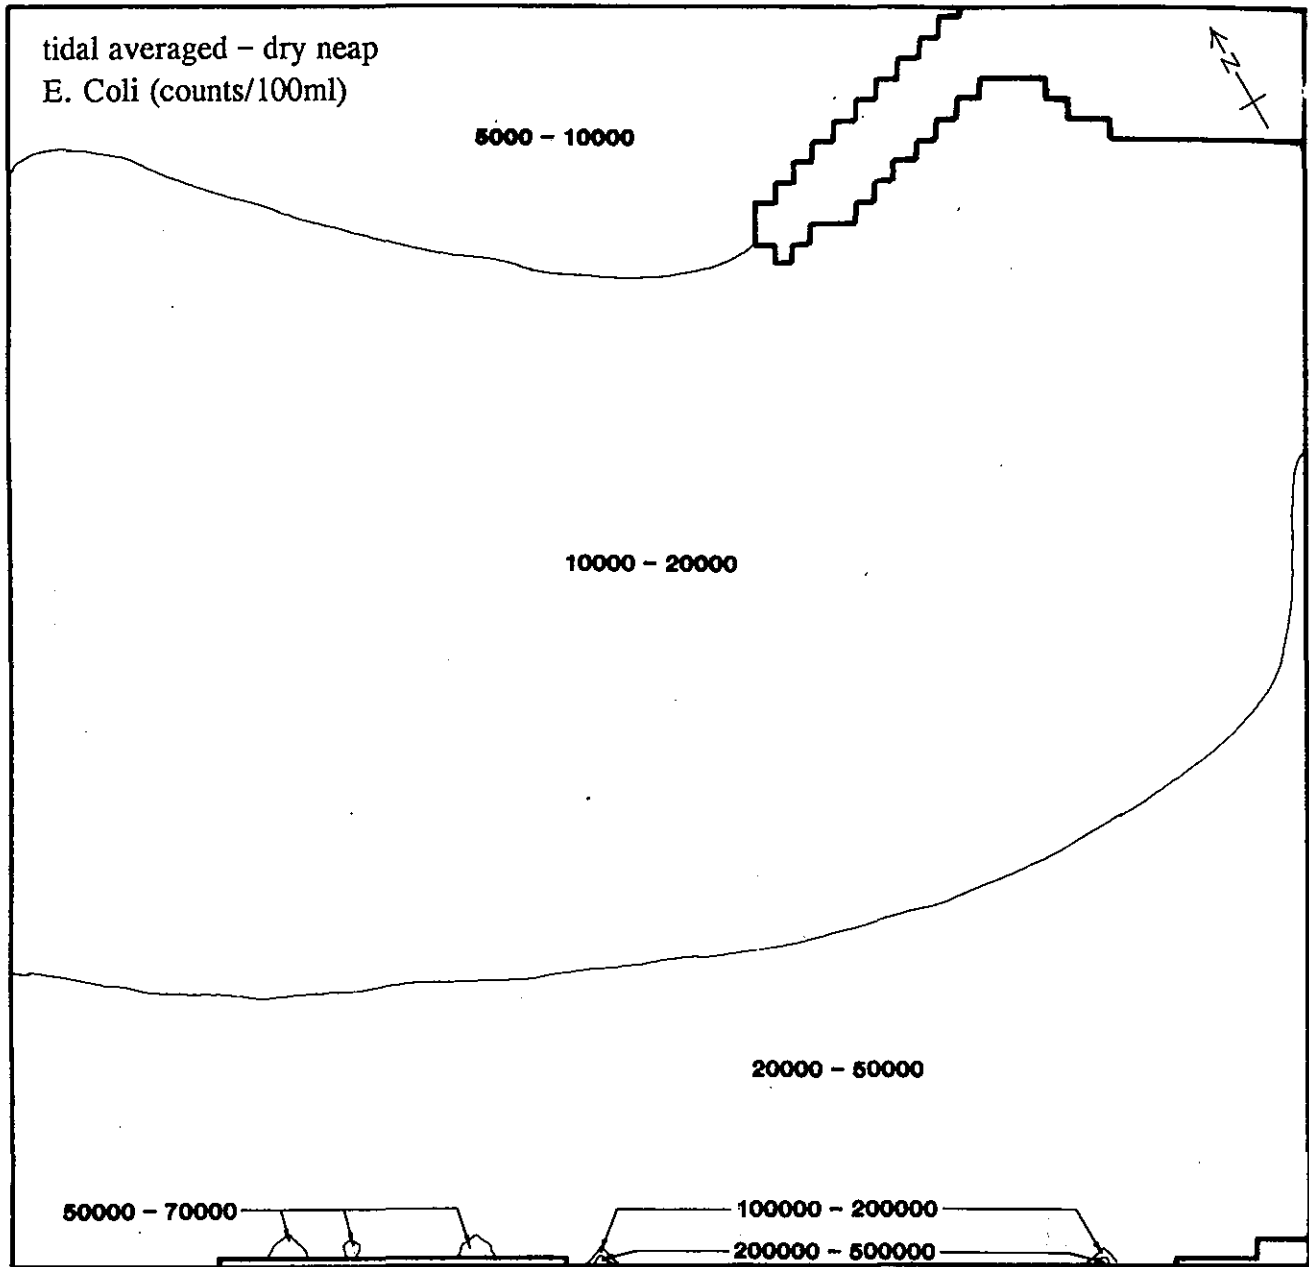 tidal averaged – dry neap
E. Coli (counts/100ml)
N
5000 – 10000
10000 – 20000
20000 – 50000
50000 – 70000
100000 – 200000
200000 – 500000